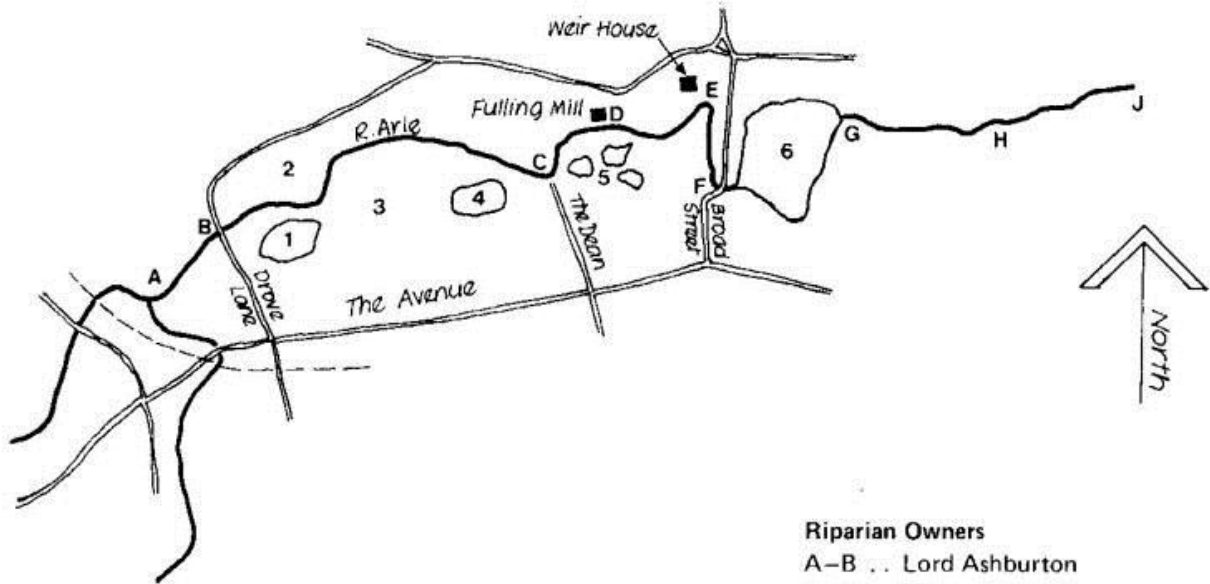 Weir House
E
J
Fulling Mill
D
R. Arle
G
H
6
2
C
5
F
3
4
B
1
The Dean
Broad
Street
A
Drove
Lane
The Avenue
North
Riparian Owners
A–B .. Lord Ashburton